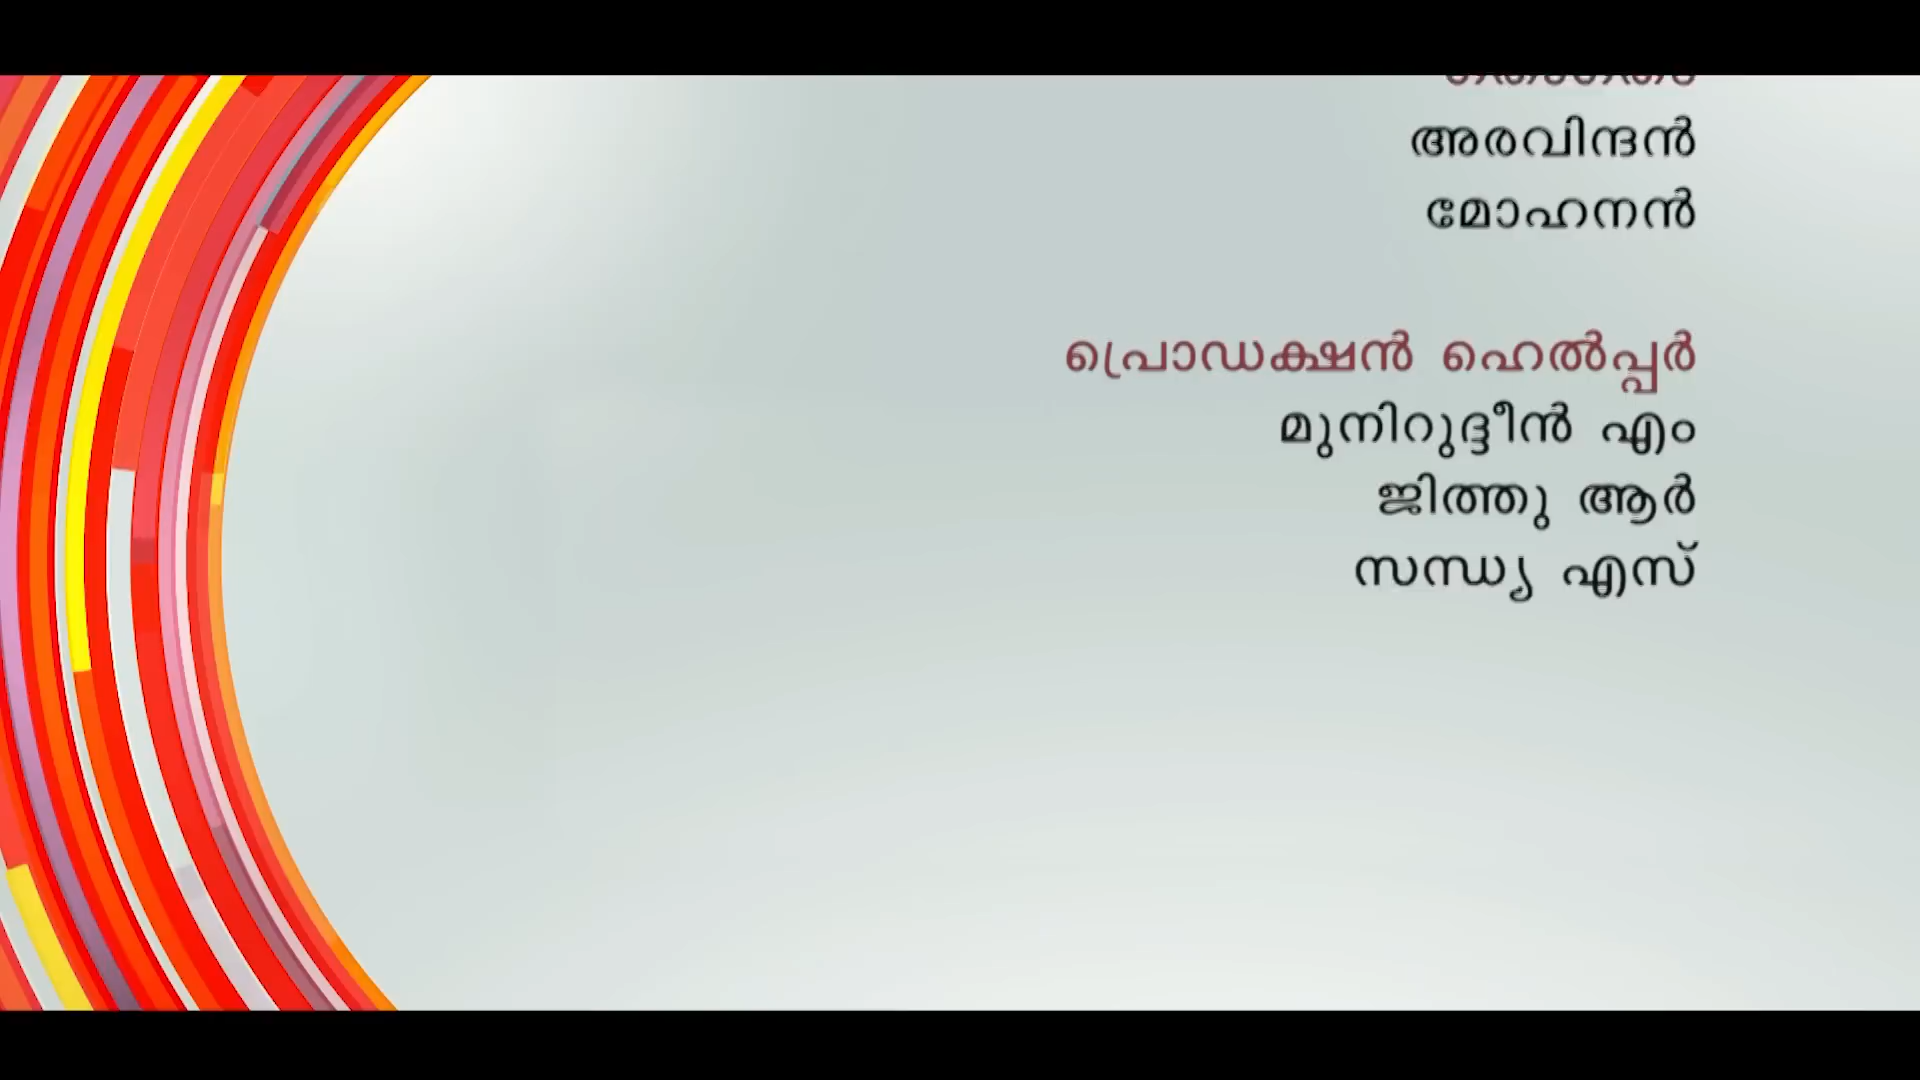 അരവിന്ദൻ
മോഹനൻ
പ്രൊഡക്ഷൻ ഹെൽപ്പർ
മുനിറുദ്ദീൻ എം
ജിത്തു ആർ
സന്ധ്യ എസ്